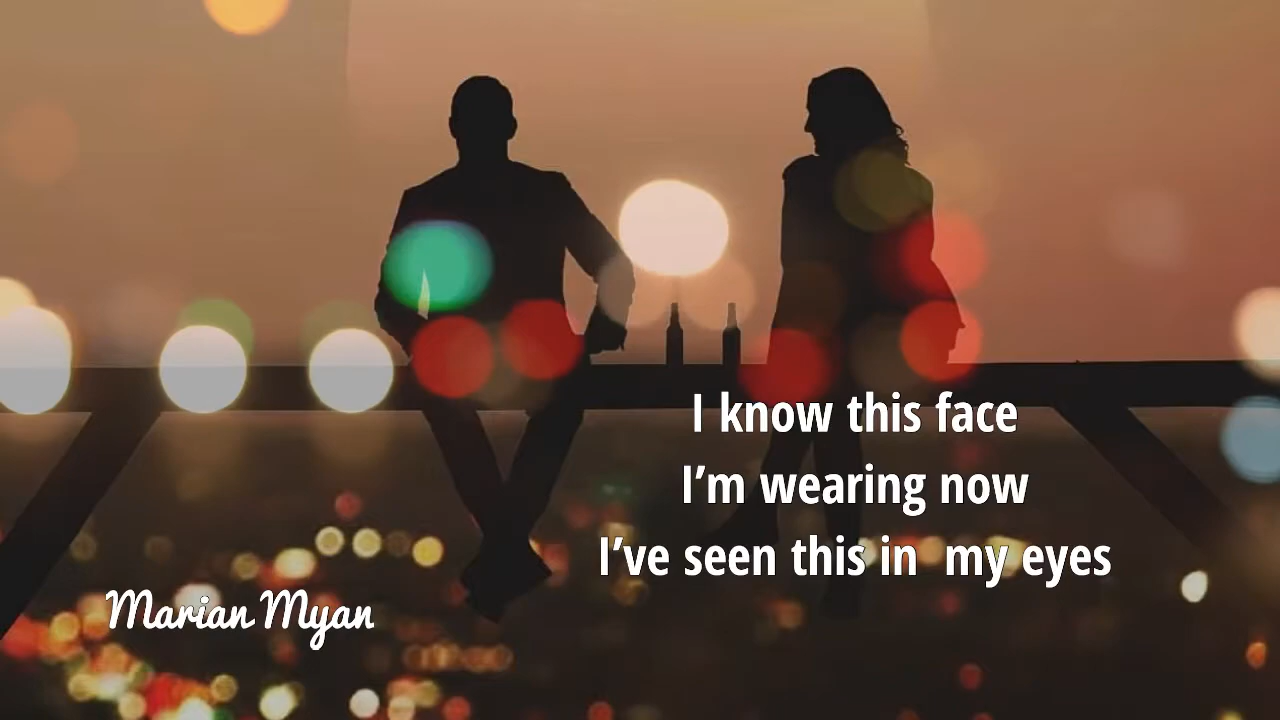 I know this face
I’m wearing now
I’ve seen this in  my eyes
Marian Myan